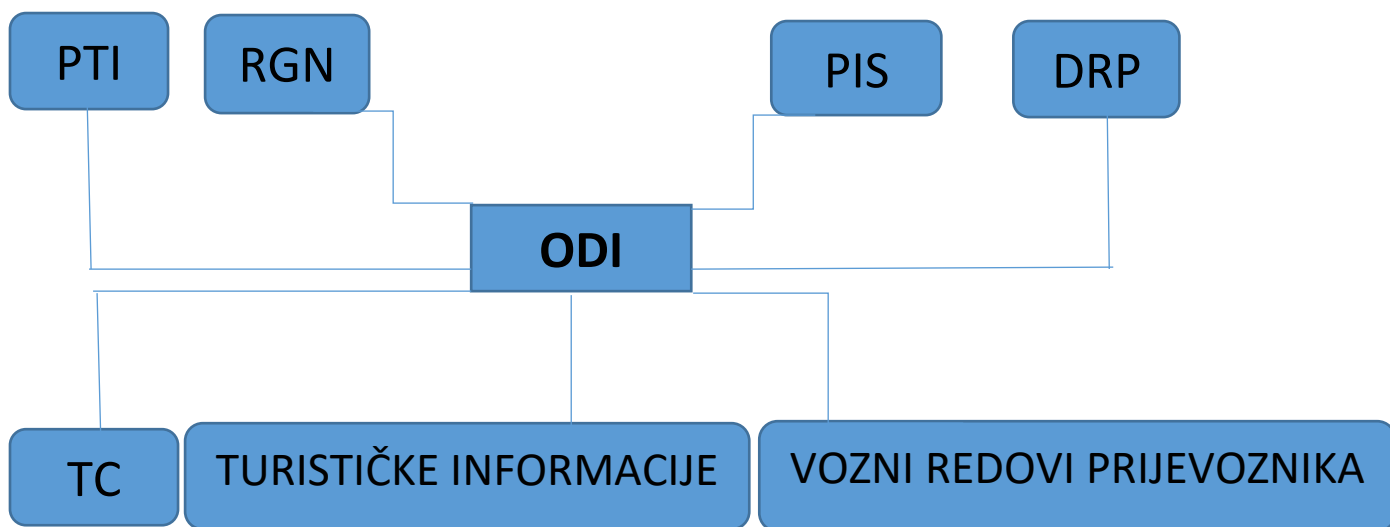 PTI
RGN
PIS
DRP
ODI
TC
TURISTIČKE INFORMACIJE
VOZNI REDOVI PRIJEVOZNIKA